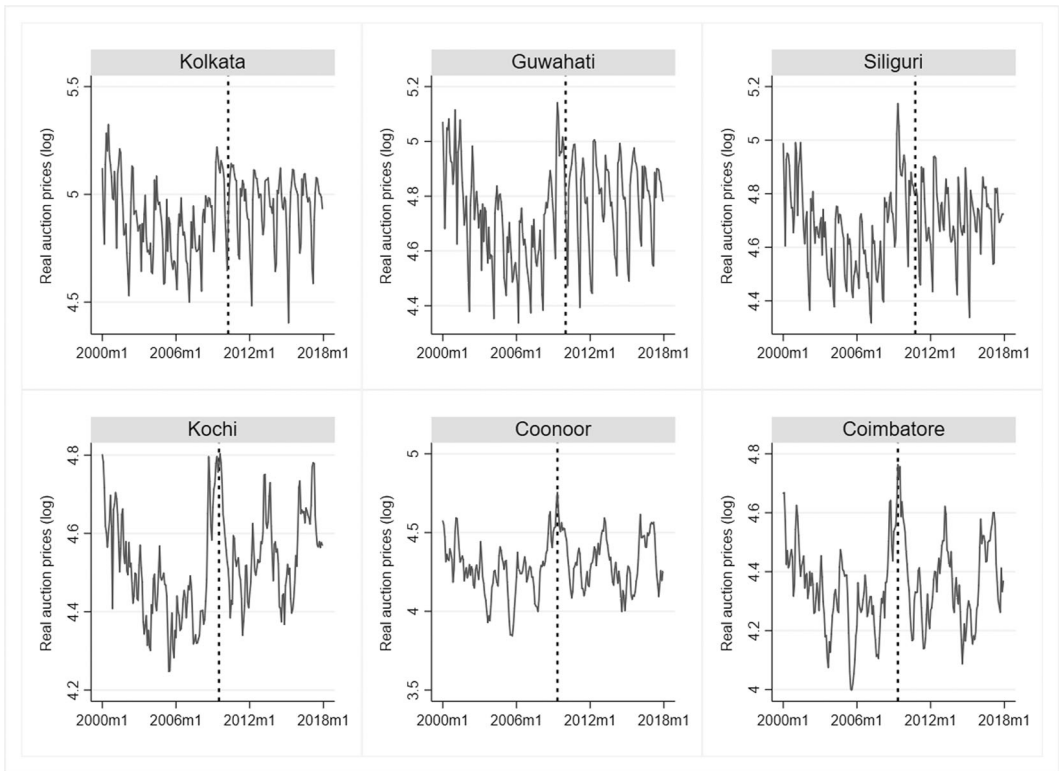 Kolkata
Real auction prices (log)
5.5
5
4.5
2000m1 2006m1 2012m1 2018m1
Guwahati
Real auction prices (log)
5.2
5
4.8
4.6
4.4
2000m1 2006m1 2012m1 2018m1
Siliguri
Real auction prices (log)
5.2
5
4.8
4.6
4.4
2000m1 2006m1 2012m1 2018m1
Kochi
Real auction prices (log)
4.8
4.6
4.4
4.2
2000m1 2006m1 2012m1 2018m1
Coonoor
Real auction prices (log)
5
4.5
4
3.5
2000m1 2006m1 2012m1 2018m1
Coimbatore
Real auction prices (log)
4.8
4.6
4.4
4.2
4
2000m1 2006m1 2012m1 2018m1